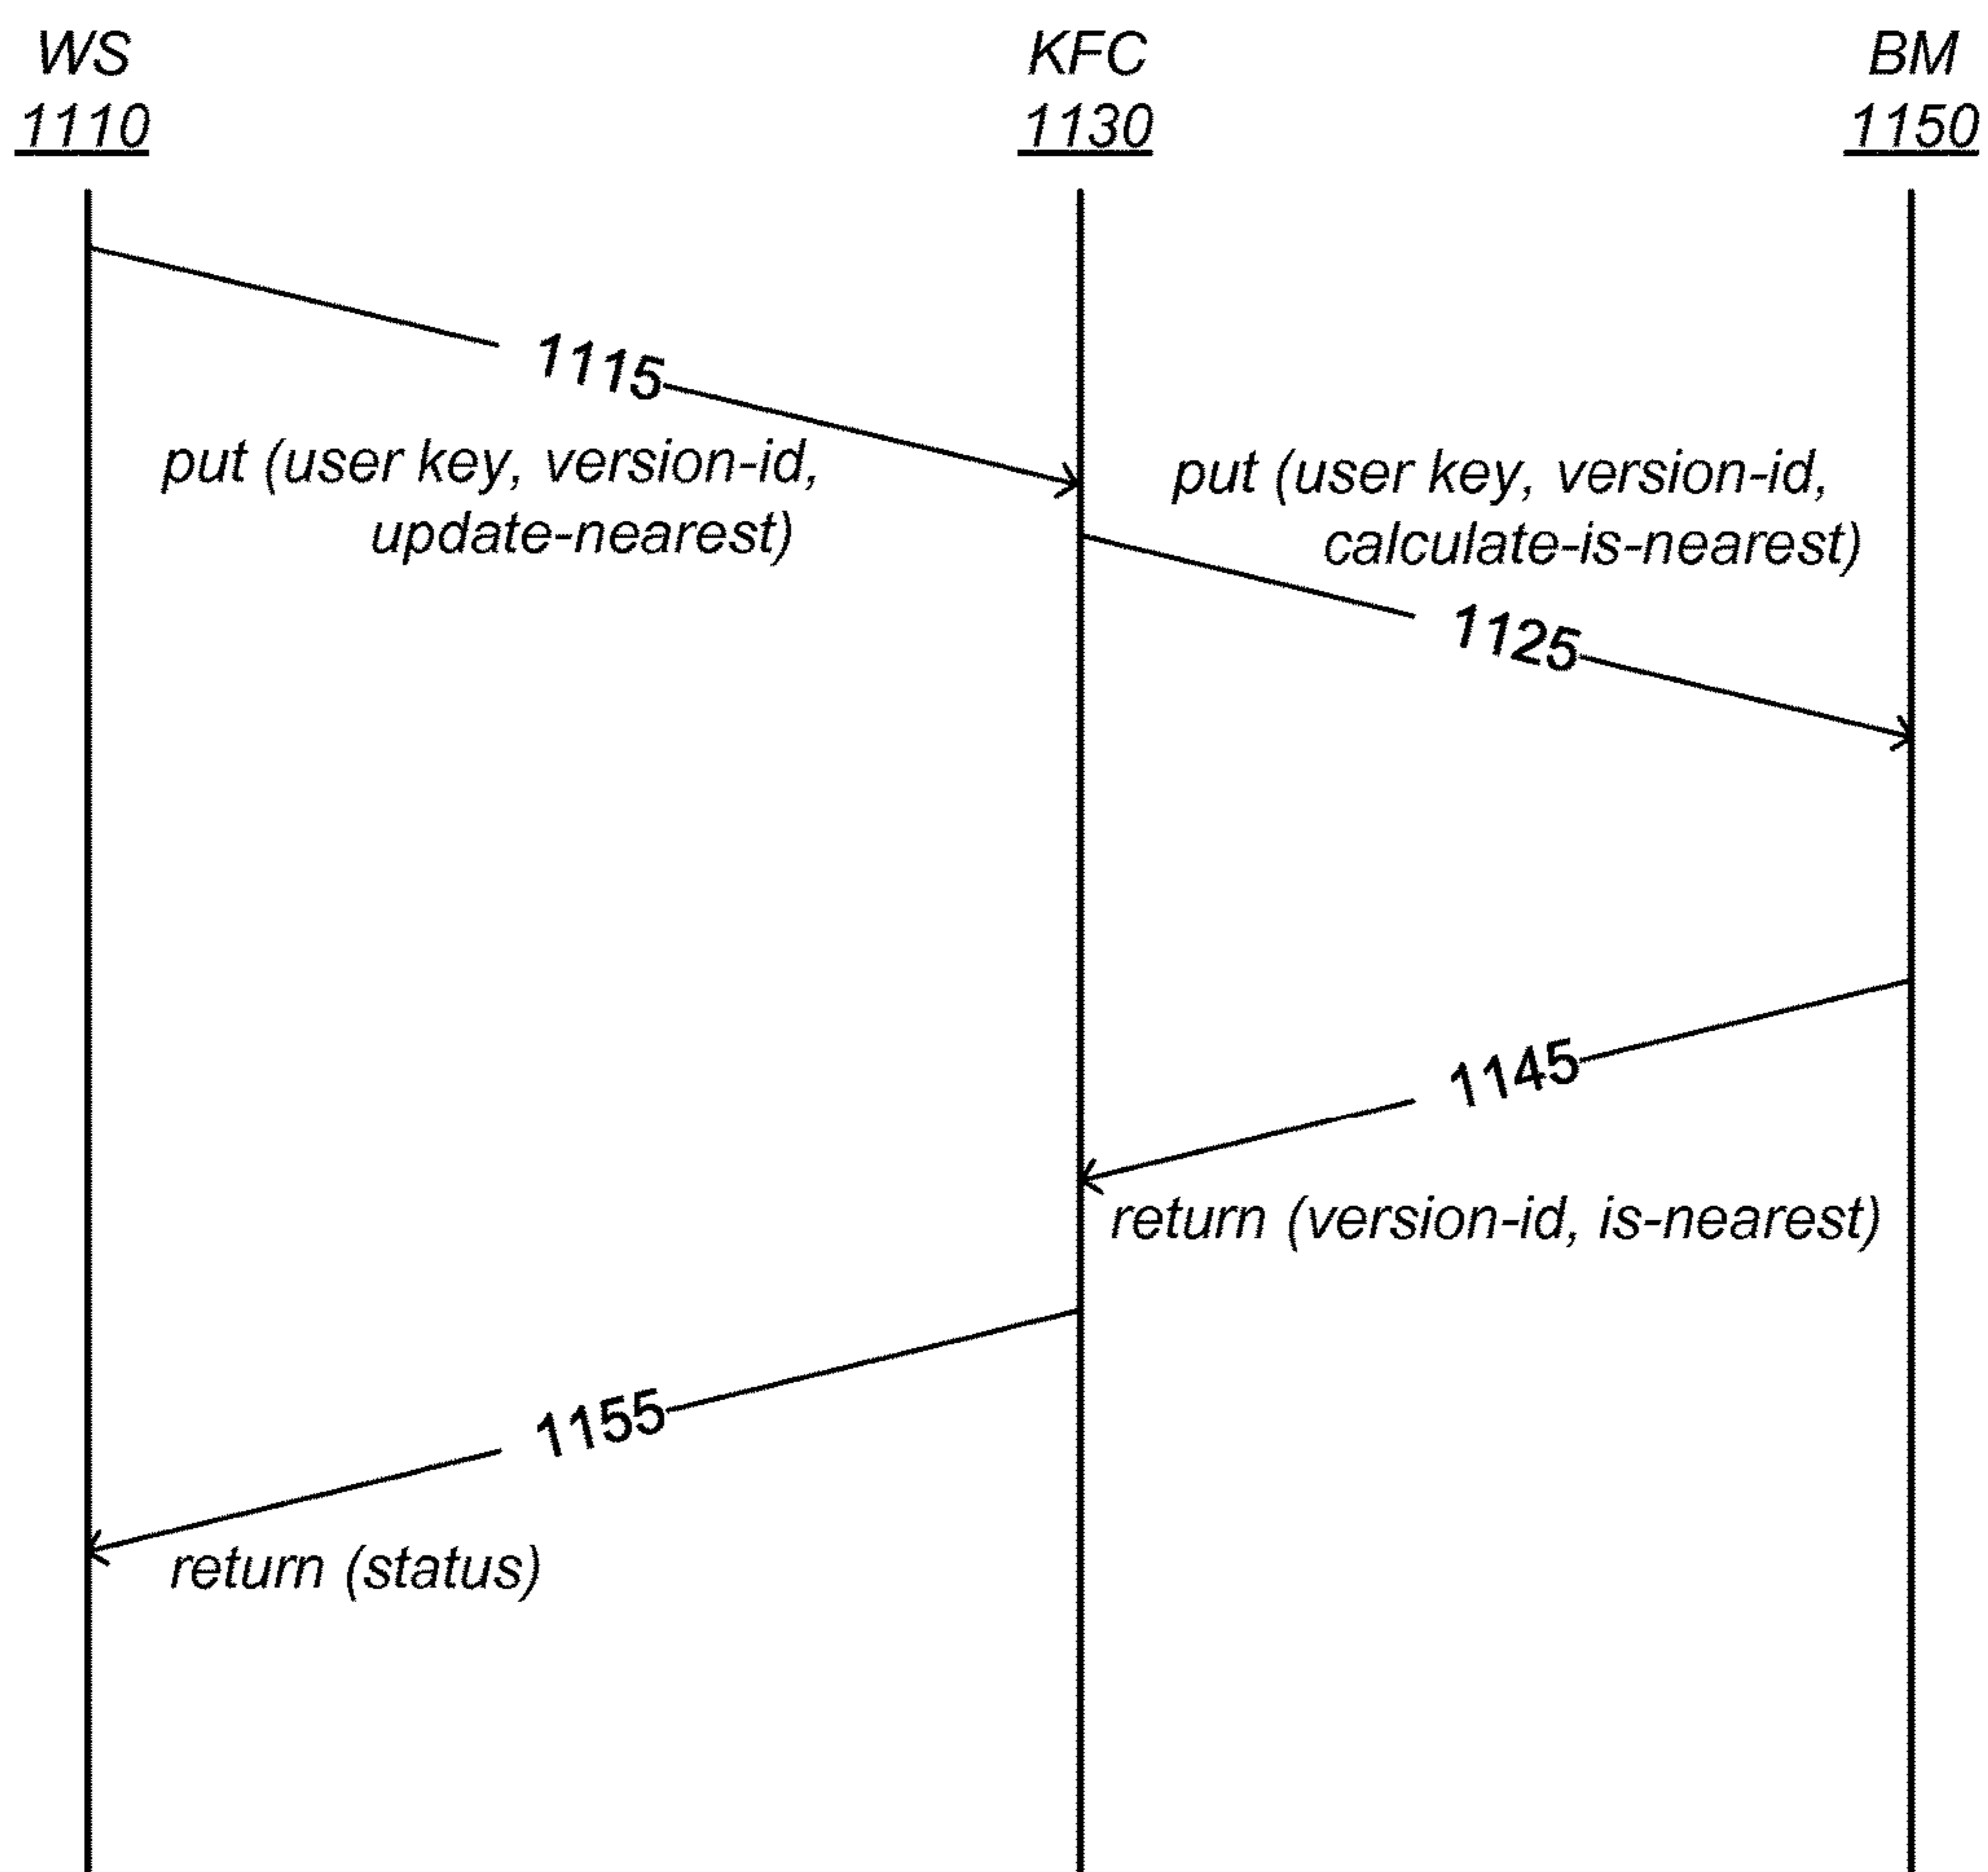 WS
1110
KFC
1130
BM
1150
1115
put (user key, version-id,
update-nearest)
put (user key, version-id,
calculate-is-nearest)
1125
1145
return (version-id, is-nearest)
1155
return (status)